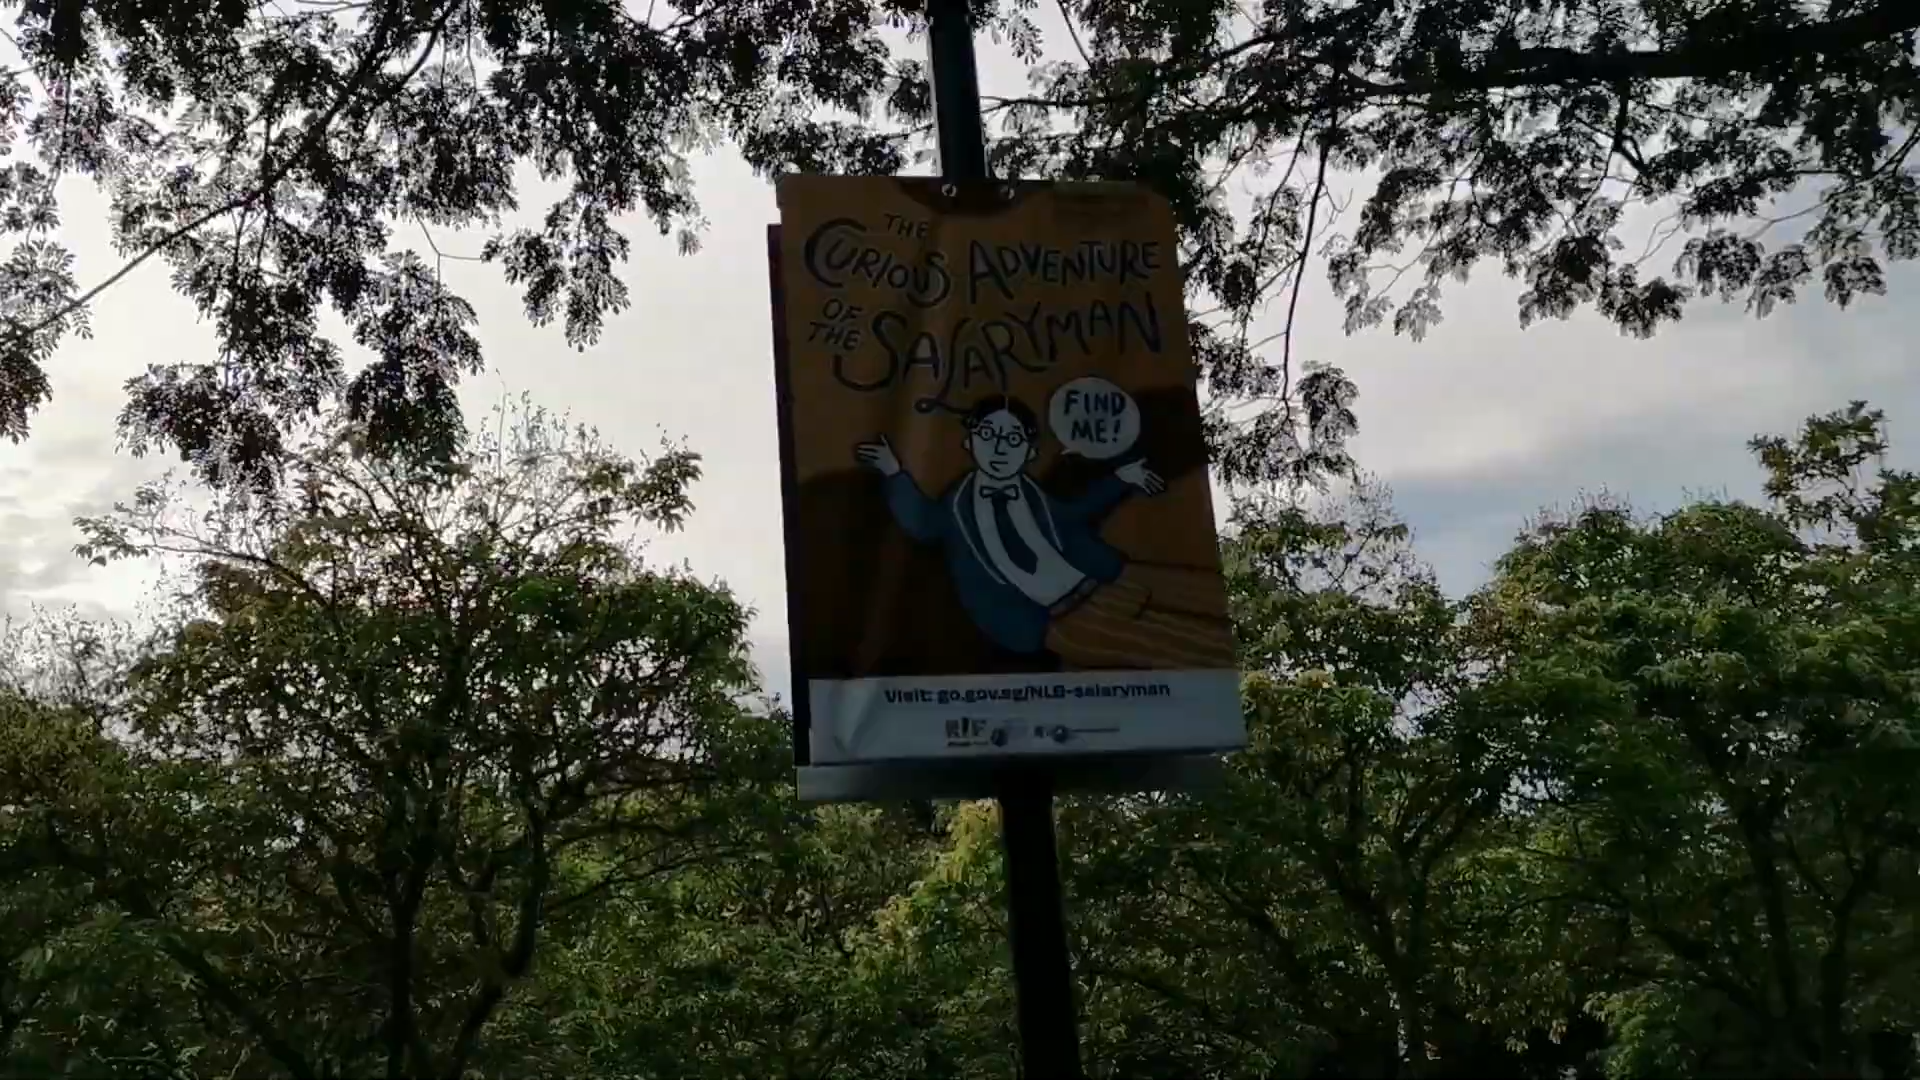 THE
CURIOUS ADVENTURE
OF THE SALARYMAN
FIND
ME!
Visit: go.gov.sg/NLB-salaryman